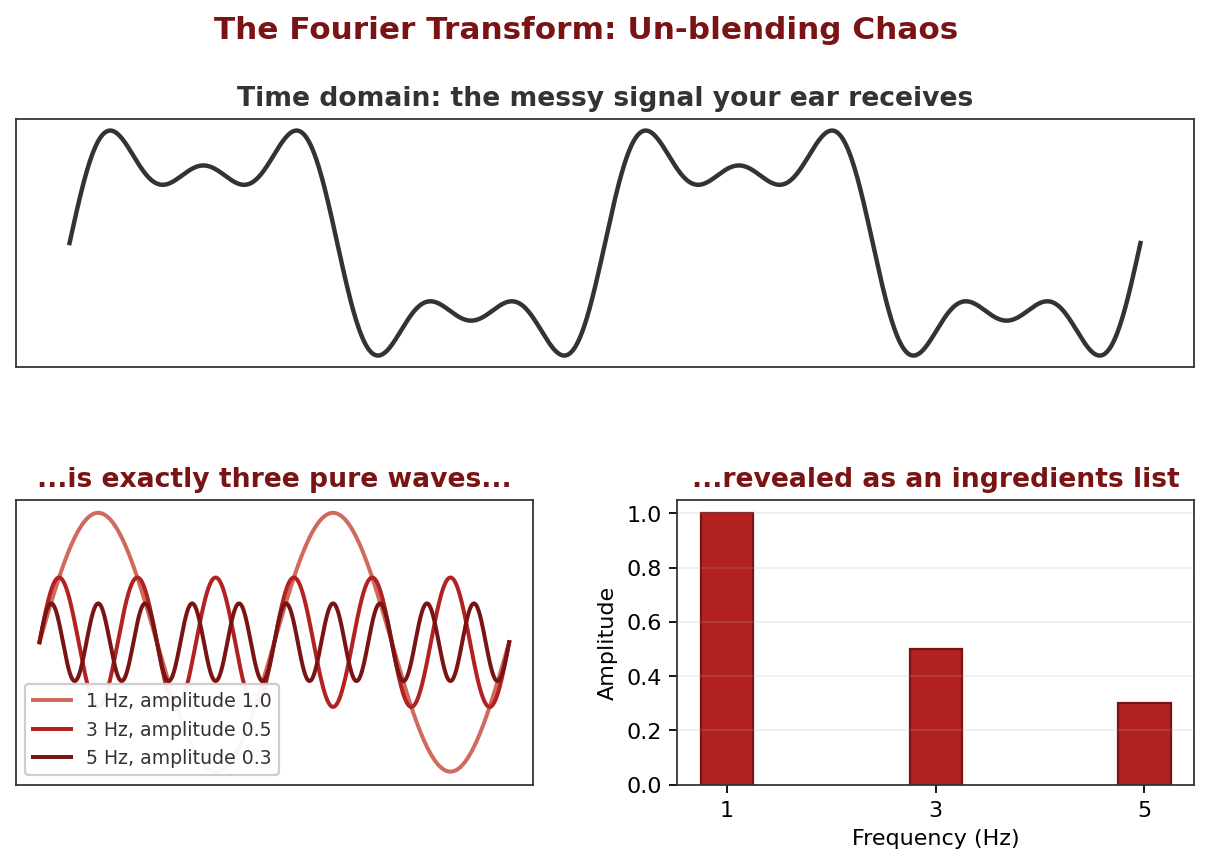 The Fourier Transform: Un-blending Chaos
Time domain: the messy signal your ear receives
...is exactly three pure waves...
1 Hz, amplitude 1.0
3 Hz, amplitude 0.5
5 Hz, amplitude 0.3
...revealed as an ingredients list
Amplitude
1.0
0.8
0.6
0.4
0.2
0.0
1 3 5
Frequency (Hz)